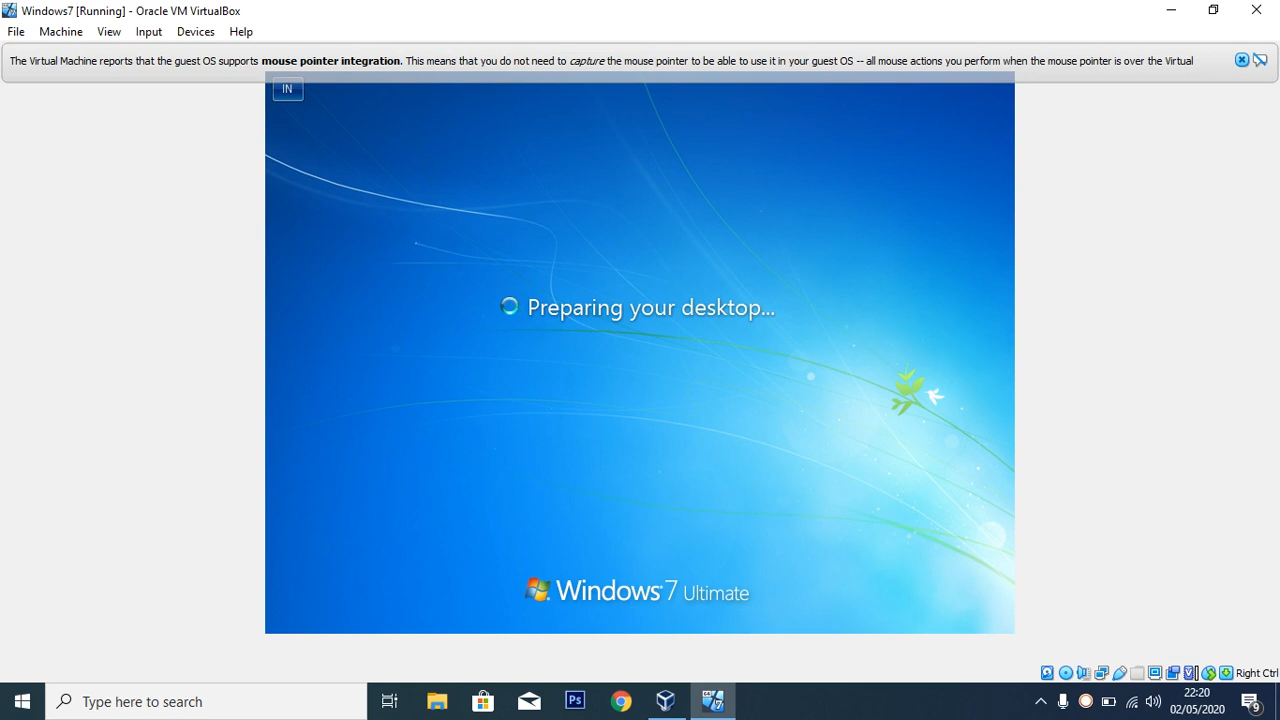 Windows7 [Running] - Oracle VM VirtualBox
File Machine View Input Devices Help
The Virtual Machine reports that the guest OS supports mouse pointer integration. This means that you do not need to capture the mouse pointer to be able to use it in your guest OS -- all mouse actions you perform when the mouse pointer is over the Virtual
IN
Preparing your desktop...
Windows 7 Ultimate
Right Ctrl
Type here to search
Ps
22:20
02/05/2020
9